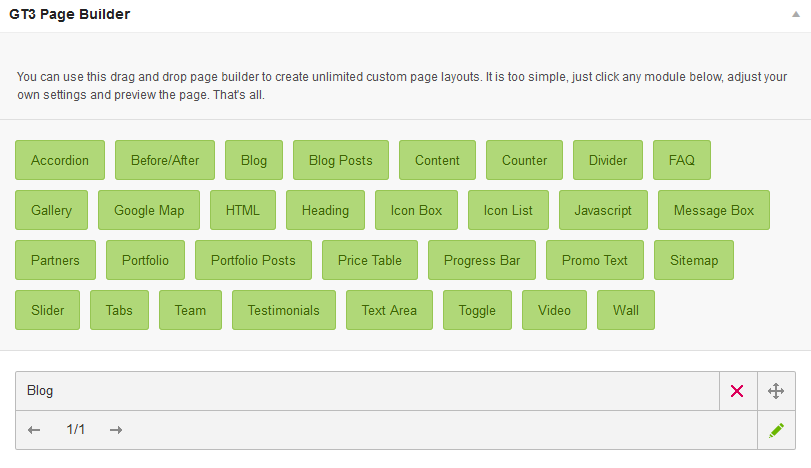 GT3 Page Builder
You can use this drag and drop page builder to create unlimited custom page layouts. It is too simple, just click any module below, adjust your
own settings and preview the page. That's all.
Accordion Before/After Blog Blog Posts Content Counter Divider FAQ
Gallery Google Map HTML Heading Icon Box Icon List Javascript Message Box
Partners Portfolio Portfolio Posts Price Table Progress Bar Promo Text Sitemap
Slider Tabs Team Testimonials Text Area Toggle Video Wall
Blog
1/1